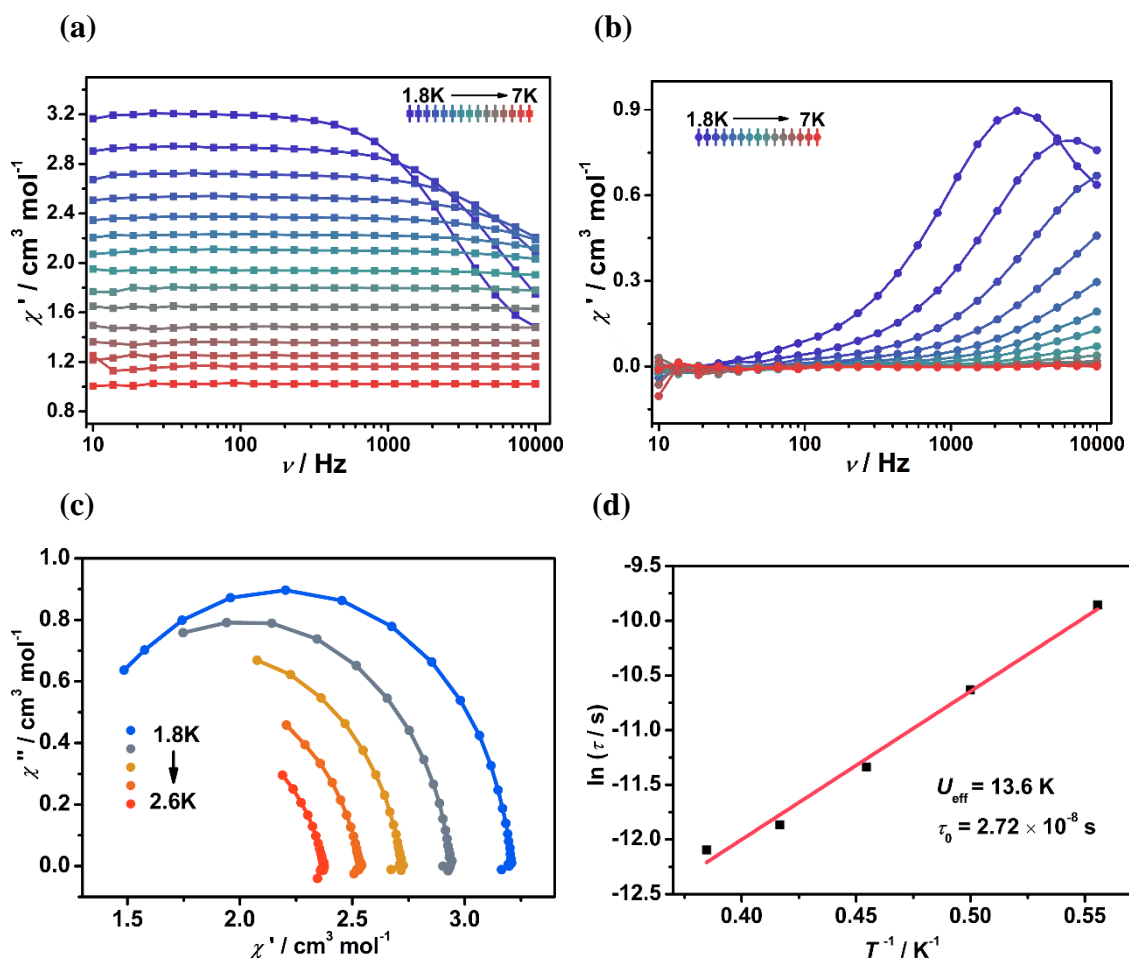 (a)
χ ' / cm³ mol⁻¹
3.2
2.8
2.4
2.0
1.6
1.2
0.8
1.8K 7K
10 100 1000 10000
ν / Hz
(b)
χ ' / cm³ mol⁻¹
0.9
0.6
0.3
0.0
1.8K 7K
10 100 1000 10000
ν / Hz
(c)
χ '' / cm³ mol⁻¹
1.0
0.8
0.6
0.4
0.2
0.0
1.8K
2.6K
1.5 2.0 2.5 3.0
χ ' / cm³ mol⁻¹
(d)
ln (τ / s)
-9.5
-10.0
-10.5
-11.0
-11.5
-12.0
-12.5
U_eff = 13.6 K
τ₀ = 2.72 × 10⁻⁸ s
0.40 0.45 0.50 0.55
T ⁻¹ / K⁻¹